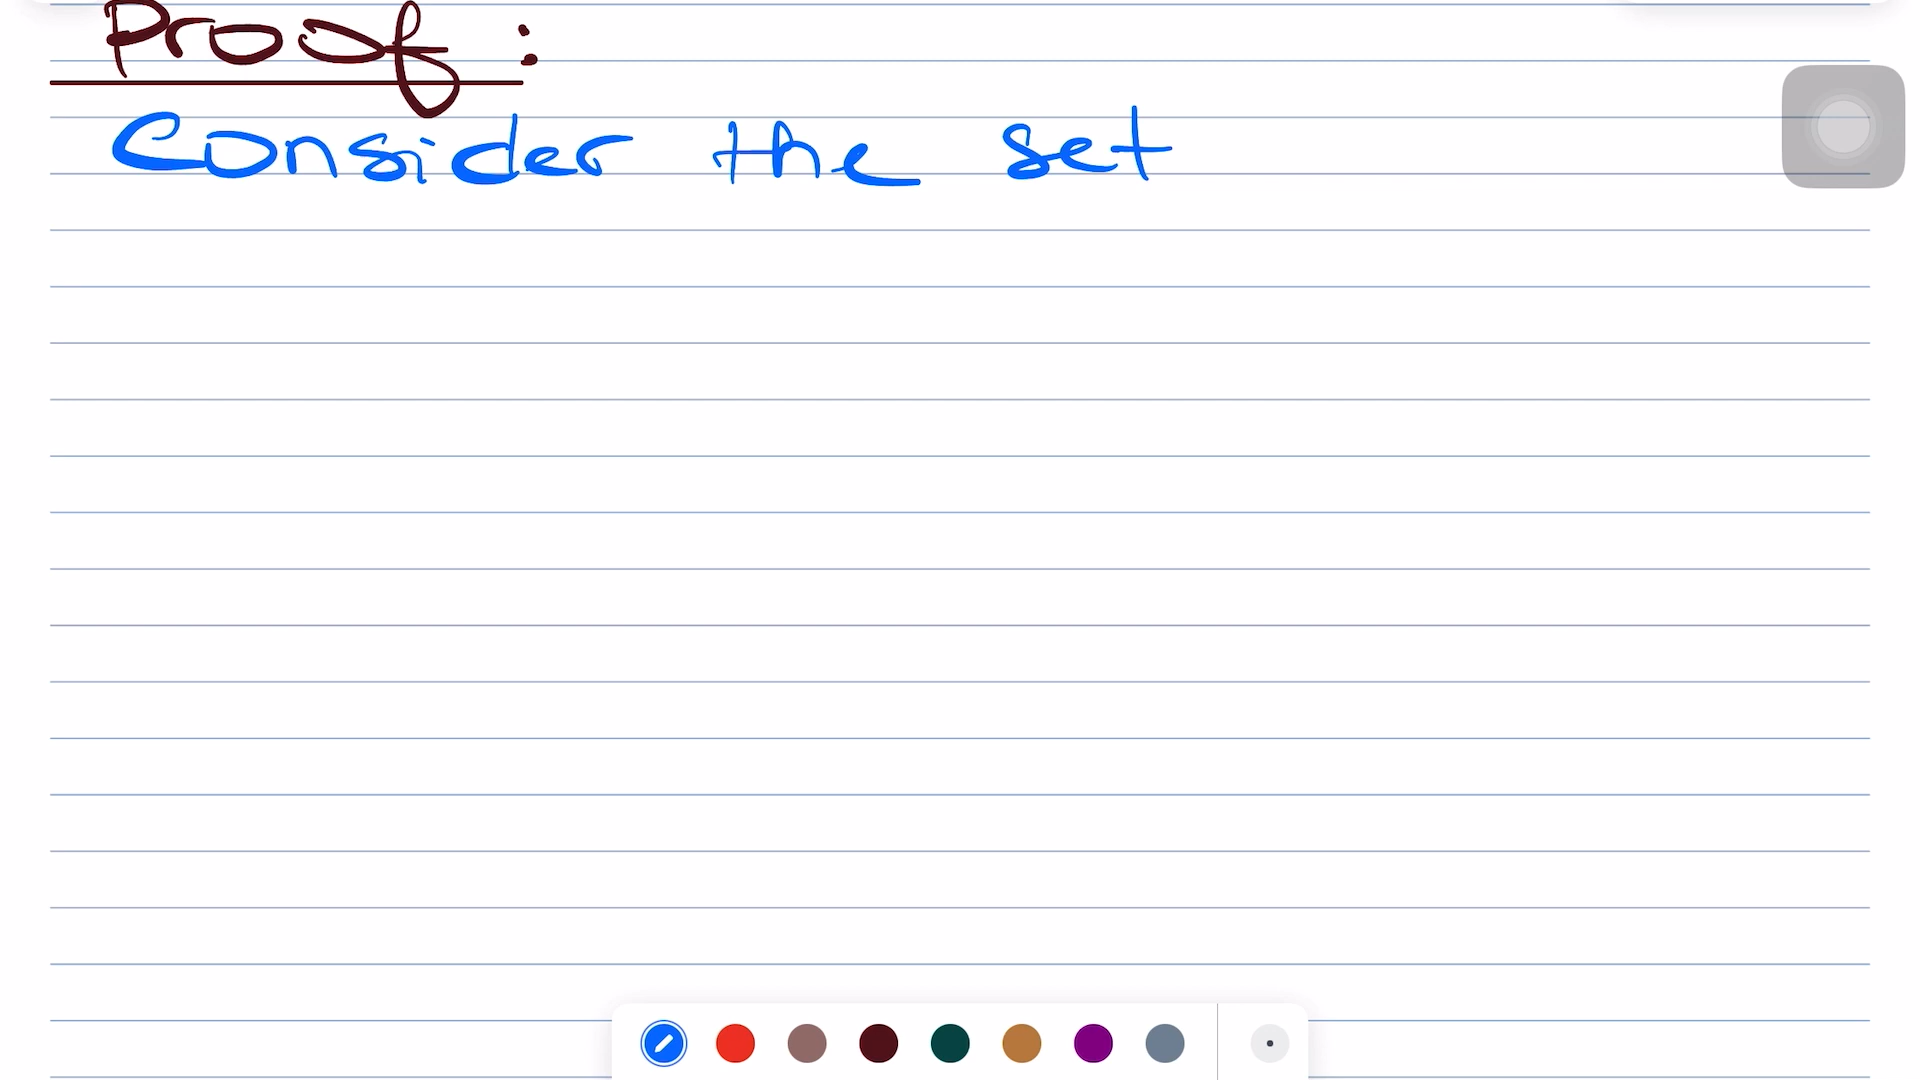 Proof :
Consider the set